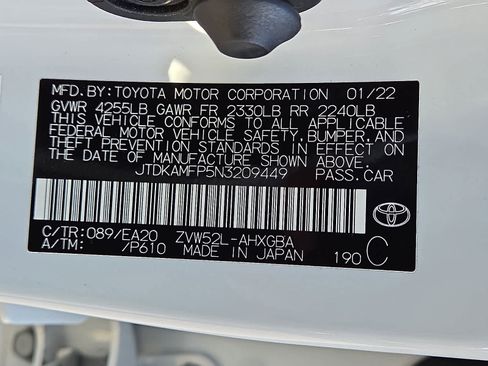 MFD. BY: TOYOTA MOTOR CORPORATION 01/22
GVWR 4255LB GAWR FR 2330LB RR 2240LB
THIS VEHICLE CONFORMS TO ALL APPLICABLE
FEDERAL MOTOR VEHICLE SAFETY, BUMPER, AND
THEFT PREVENTION STANDARDS IN EFFECT ON
THE DATE OF MANUFACTURE SHOWN ABOVE.
JTDKAMFP5N3209449 PASS. CAR
C/TR: 089/EA20 ZVW52L-AHXGBA
A/TM: /P610 MADE IN JAPAN 190 C